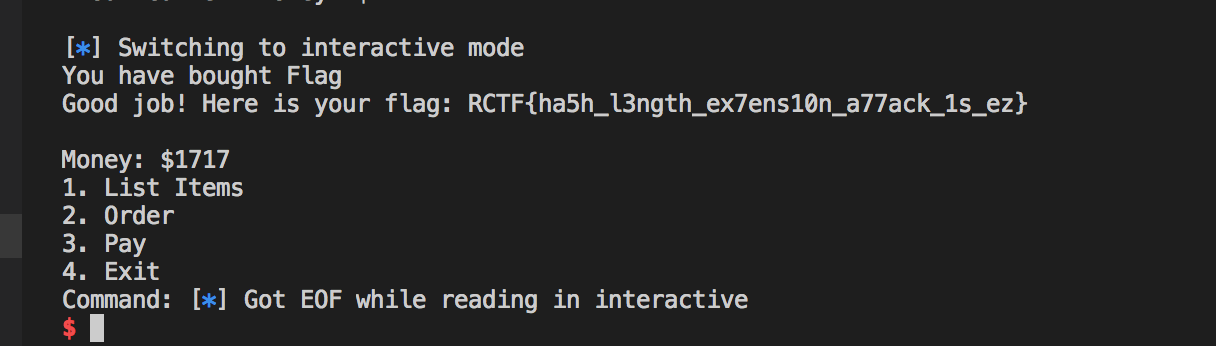 [*] Switching to interactive mode
You have bought Flag
Good job! Here is your flag: RCTF{ha5h_l3ngth_ex7ens10n_a77ack_1s_ez}
Money: $1717
1. List Items
2. Order
3. Pay
4. Exit
Command: [*] Got EOF while reading in interactive
$